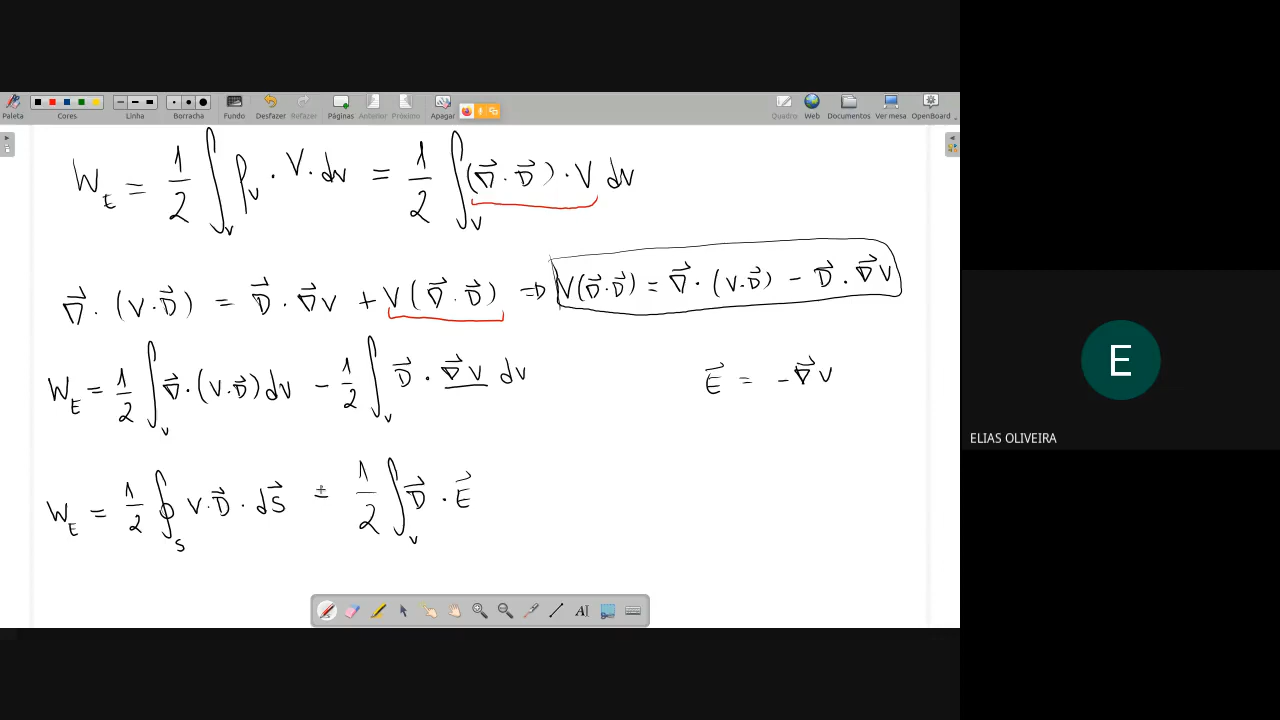 Paleta Cores Linha Borracha Fundo Desfazer Refazer Páginas Anterior Próximo Apagar Quadro Web Documentos Ver mesa OpenBoard
W_E = 1/2 ∫_v ρ_v · V · dv = 1/2 ∫_v (∇⃗ · D⃗) · V dv
∇⃗ · (V · D⃗) = D⃗ · ∇⃗V + V(∇⃗ · D⃗) ⇒ V(∇⃗ · D⃗) = ∇⃗ · (V · D⃗) − D⃗ · ∇⃗V
W_E = 1/2 ∫_v ∇⃗ · (V · D⃗) dv − 1/2 ∫_v D⃗ · ∇⃗V dv
E⃗ = −∇⃗V
W_E = 1/2 ∮_S V · D⃗ · dS⃗ ± 1/2 ∫_v D⃗ · E⃗
E
ELIAS OLIVEIRA
AI